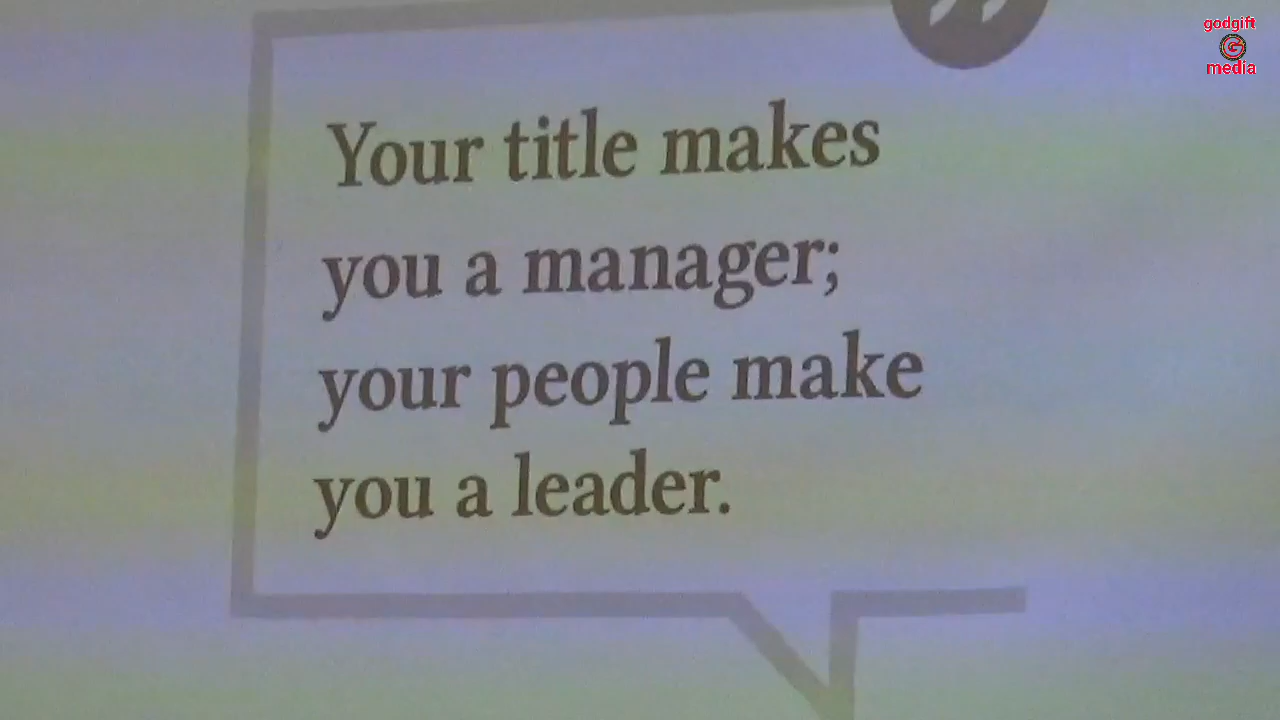 godgift
G
media
Your title makes
you a manager;
your people make
you a leader.